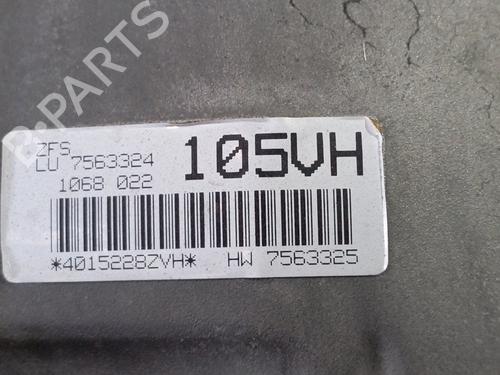 B-PARTS
ZFS
LU 7563324 105VH
1068 022
*4015228ZVH* HW 7563325